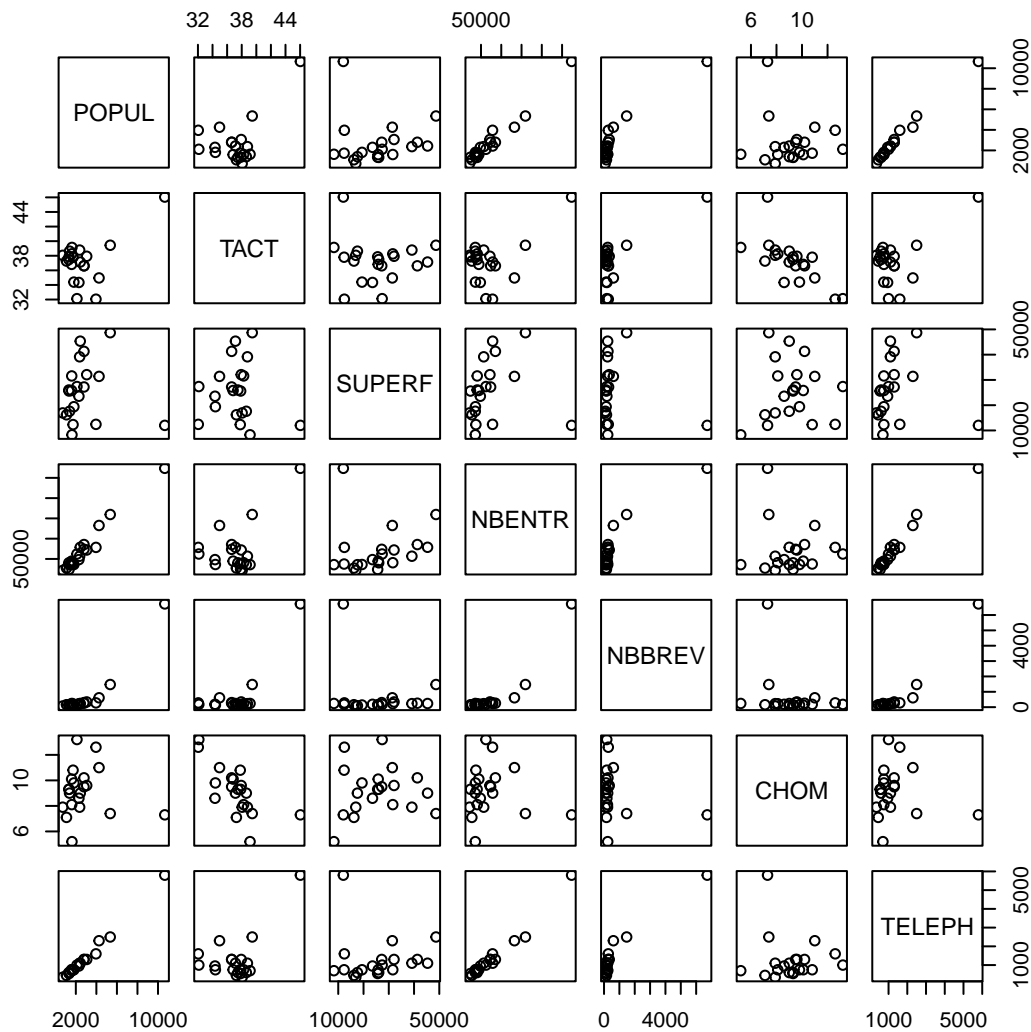 32 38 44 50000 6 10
POPUL 2000 10000
32 38 44 TACT
SUPERF 10000 50000
50000 NBENTR
NBBREV 0 4000
6 10 CHOM
TELEPH 1000 5000
2000 10000 10000 50000 0 4000 1000 5000